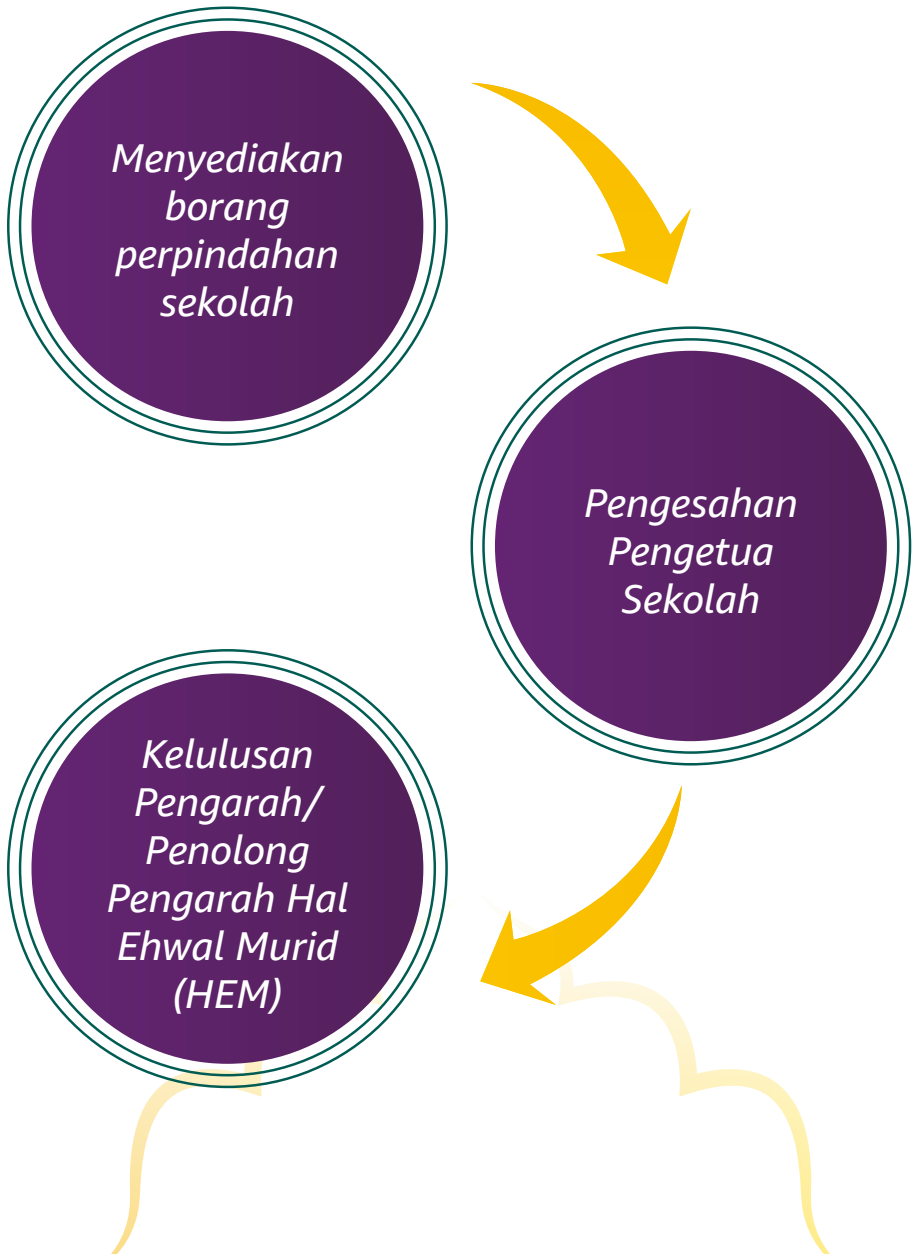 Menyediakan
borang
perpindahan
sekolah
Pengesahan
Pengetua
Sekolah
Kelulusan
Pengarah/
Penolong
Pengarah Hal
Ehwal Murid
(HEM)